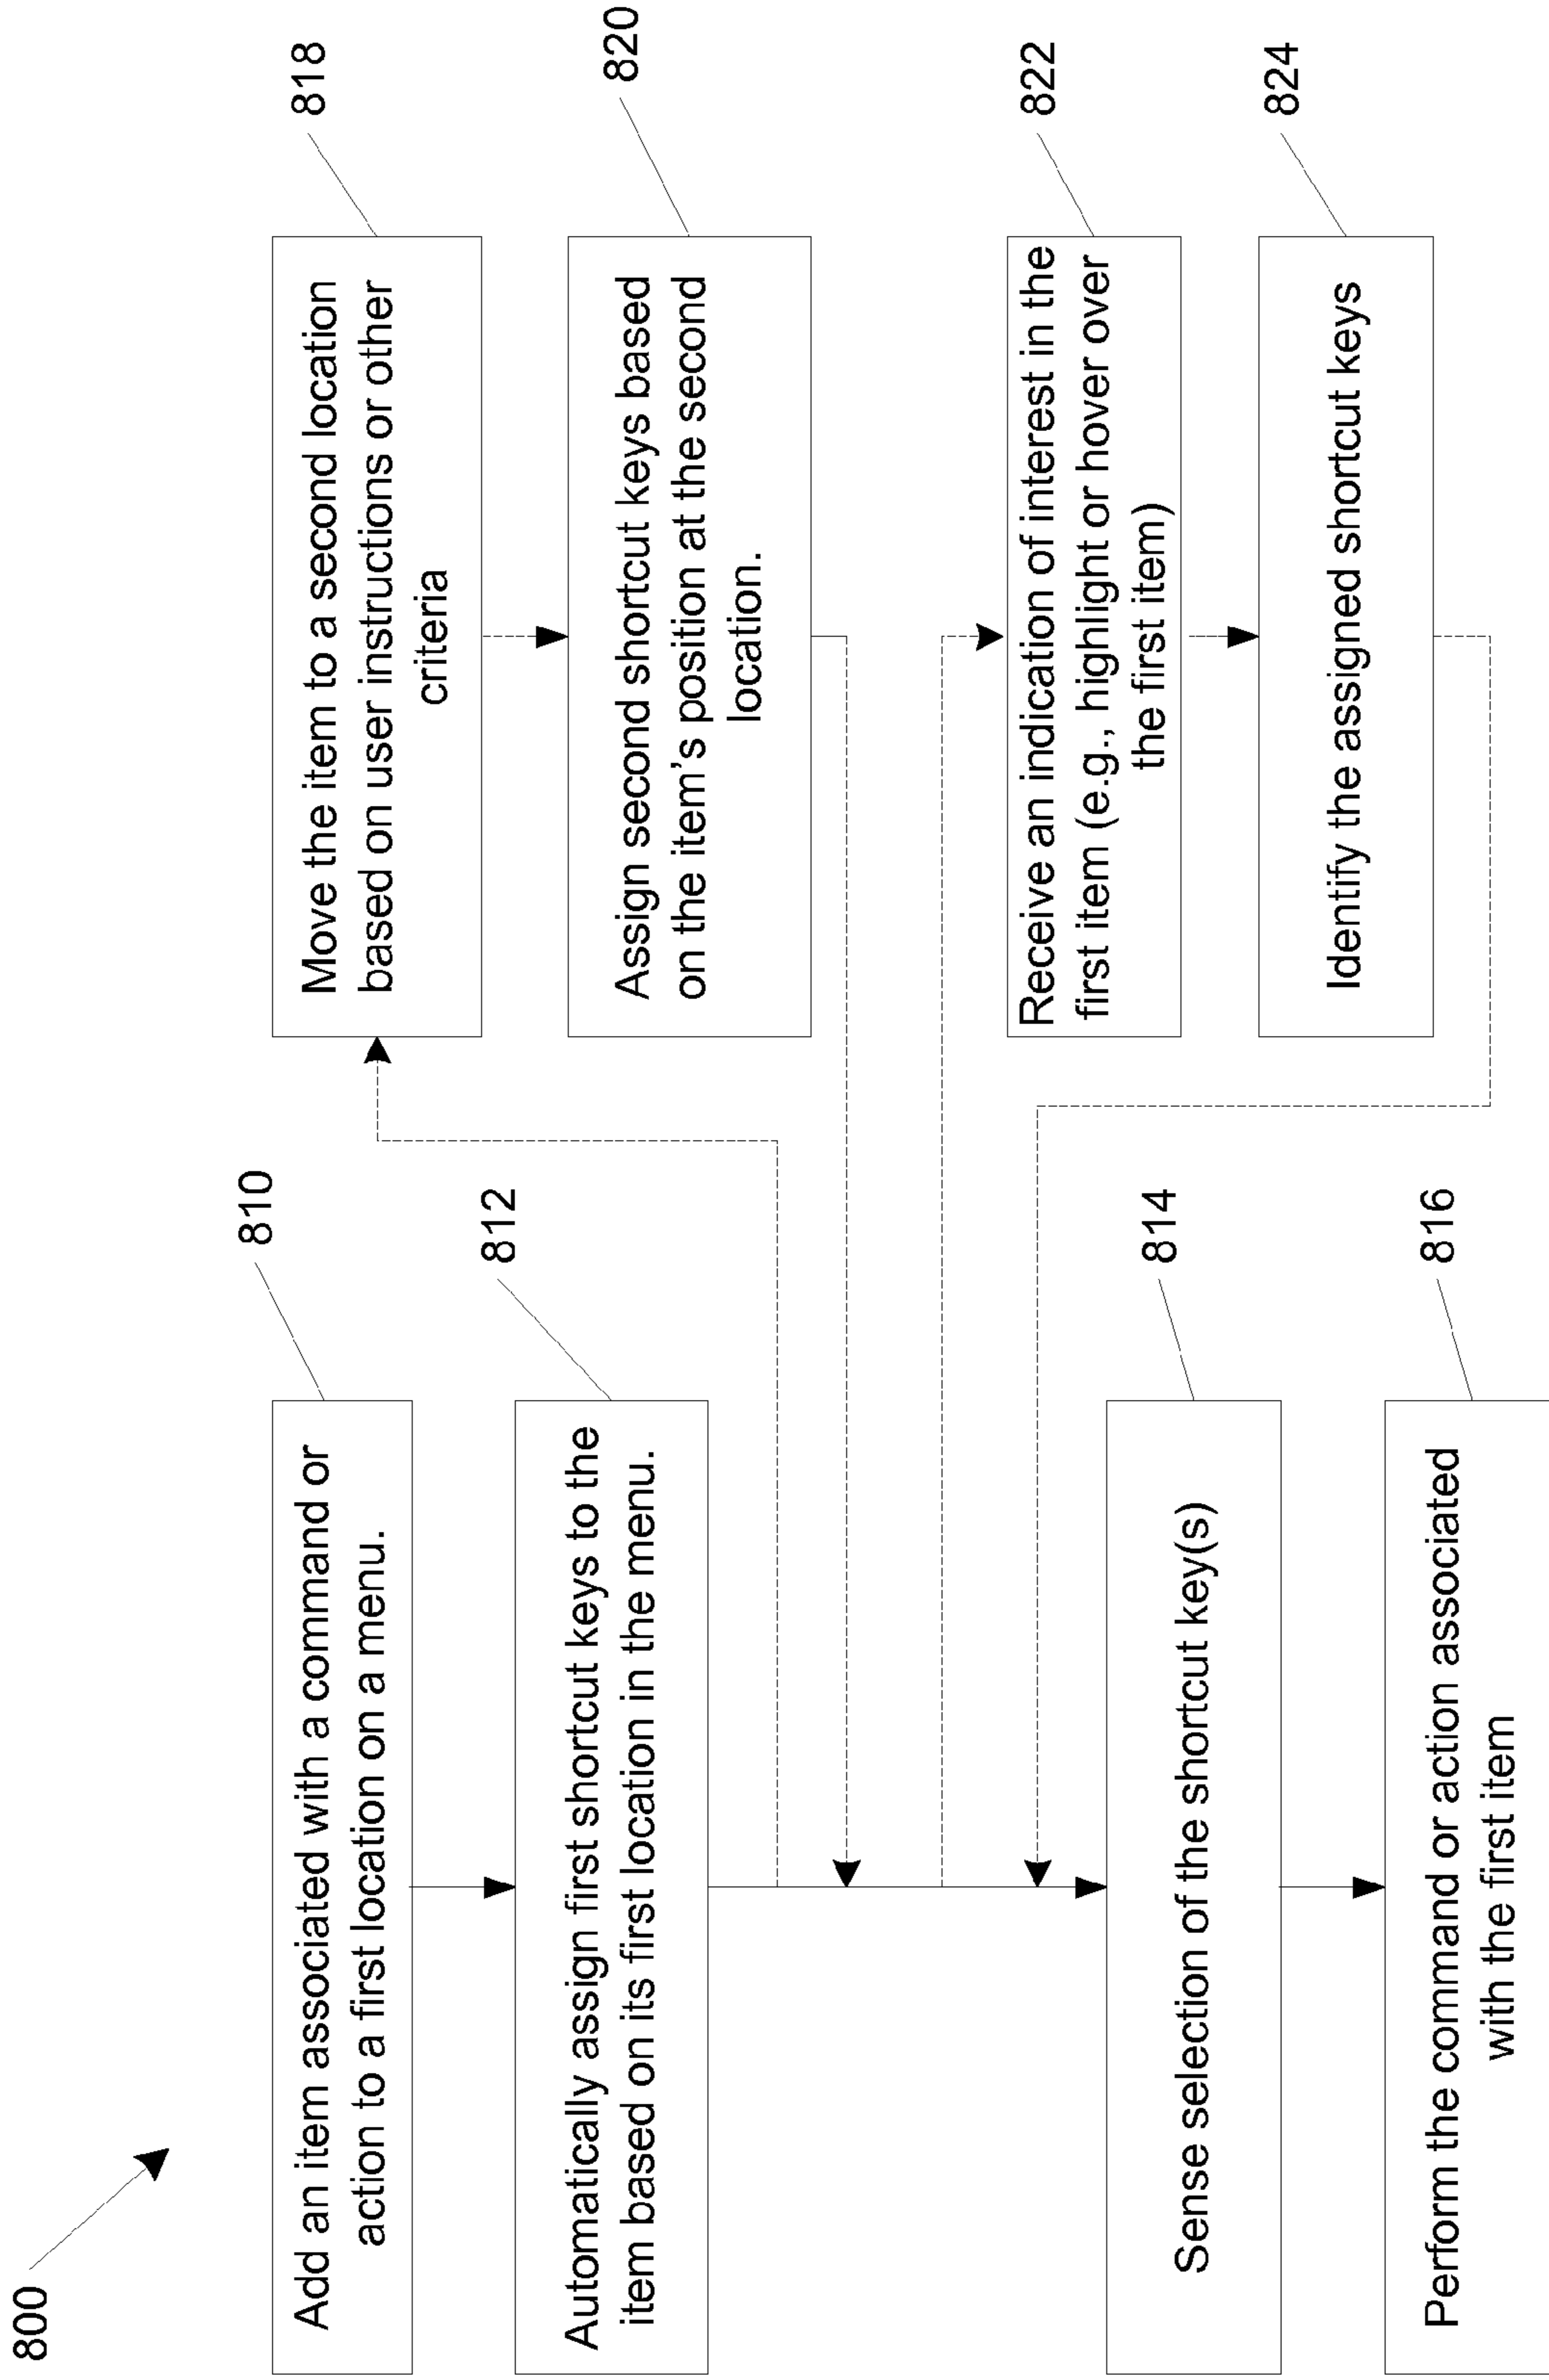 800
810
Add an item associated with a command or
action to a first location on a menu.
812
Automatically assign first shortcut keys to the
item based on its first location in the menu.
814
Sense selection of the shortcut key(s)
816
Perform the command or action associated
with the first item
818
Move the item to a second location
based on user instructions or other
criteria
820
Assign second shortcut keys based
on the item's position at the second
location.
822
Receive an indication of interest in the
first item (e.g., highlight or hover over
the first item)
824
Identify the assigned shortcut keys